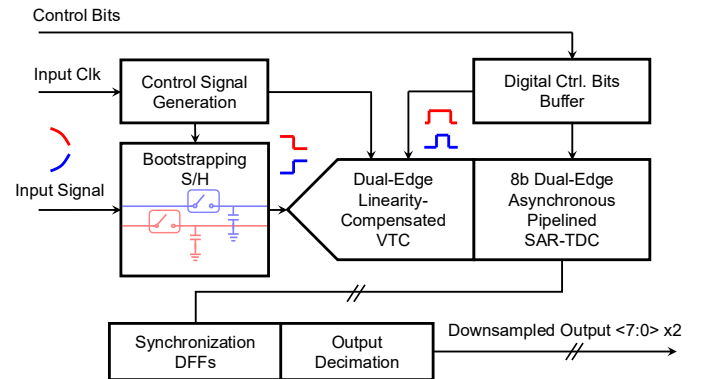 Control Bits
Input Clk
Control Signal
Generation
Digital Ctrl. Bits
Buffer
Input Signal
Bootstrapping
S/H
Dual-Edge
Linearity-
Compensated
VTC
8b Dual-Edge
Asynchronous
Pipelined
SAR-TDC
Synchronization
DFFs
Output
Decimation
Downsampled Output <7:0> x2